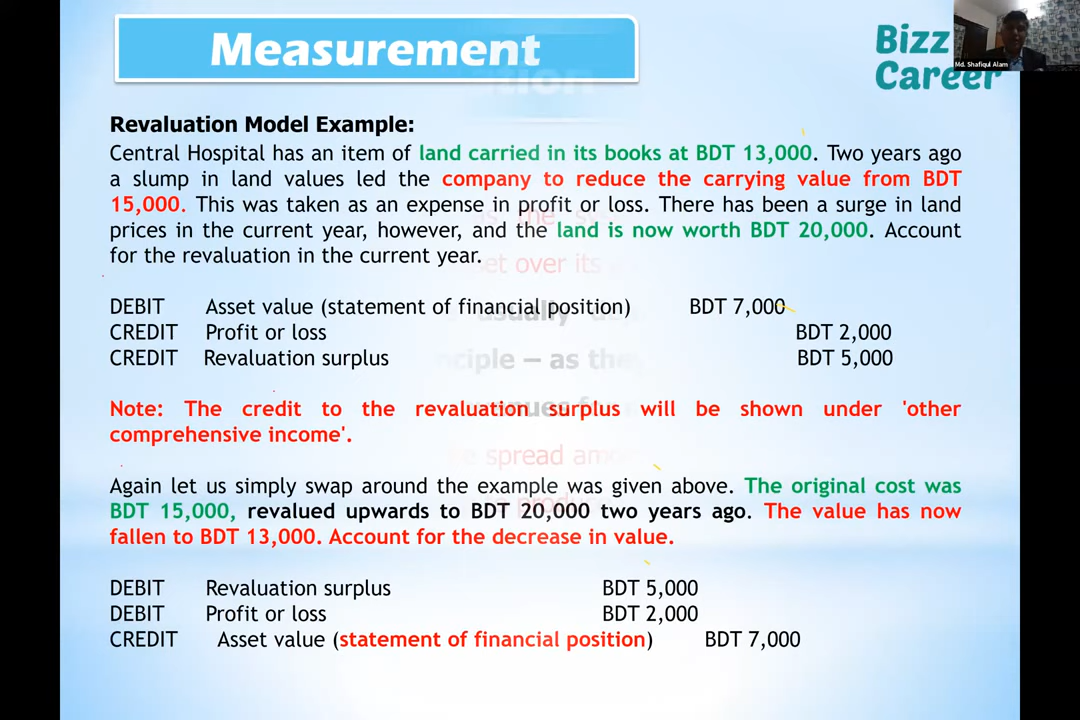 Measurement
Bizz
Career
Md. Shafiqul Alam
Revaluation Model Example:
Central Hospital has an item of land carried in its books at BDT 13,000. Two years ago
a slump in land values led the company to reduce the carrying value from BDT
15,000. This was taken as an expense in profit or loss. There has been a surge in land
prices in the current year, however, and the land is now worth BDT 20,000. Account
for the revaluation in the current year.
DEBIT Asset value (statement of financial position) BDT 7,000
CREDIT Profit or loss BDT 2,000
CREDIT Revaluation surplus BDT 5,000
Note: The credit to the revaluation surplus will be shown under 'other
comprehensive income'.
Again let us simply swap around the example was given above. The original cost was
BDT 15,000, revalued upwards to BDT 20,000 two years ago. The value has now
fallen to BDT 13,000. Account for the decrease in value.
DEBIT Revaluation surplus BDT 5,000
DEBIT Profit or loss BDT 2,000
CREDIT Asset value (statement of financial position) BDT 7,000